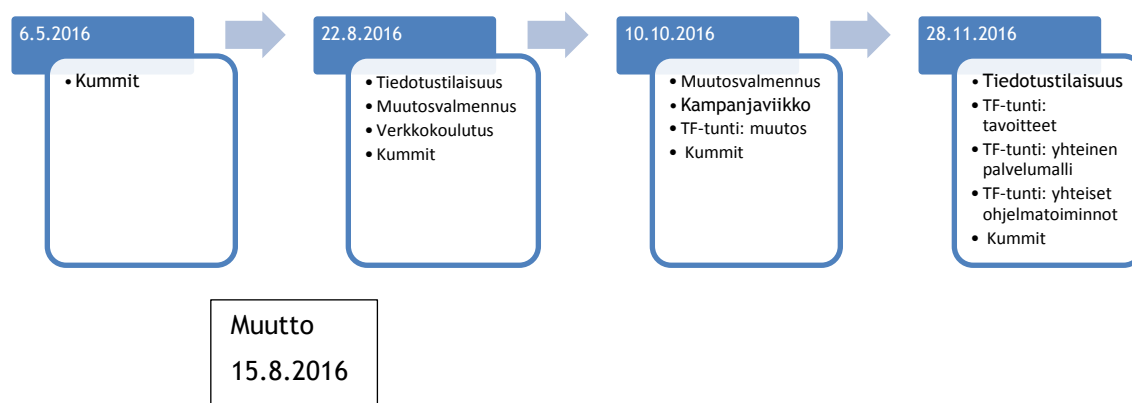 6.5.2016
• Kummit
22.8.2016
• Tiedotustilaisuus
• Muutosvalmennus
• Verkkokoulutus
• Kummit
10.10.2016
• Muutosvalmennus
• Kampanjaviikko
• TF-tunti: muutos
• Kummit
28.11.2016
• Tiedotustilaisuus
• TF-tunti:
tavoitteet
• TF-tunti: yhteinen
palvelumalli
• TF-tunti: yhteiset
ohjelmatoiminnot
• Kummit
Muutto
15.8.2016